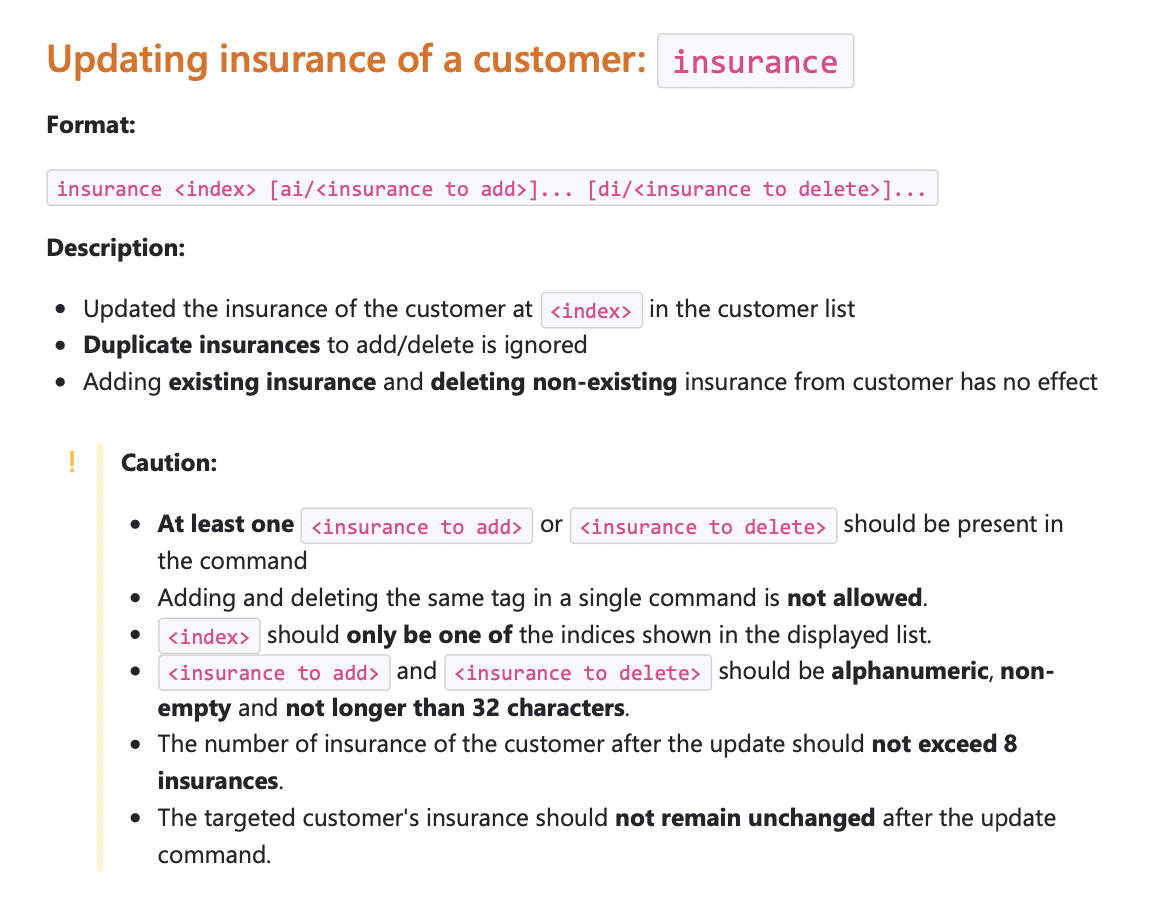 Updating insurance of a customer: insurance
Format:
insurance <index> [ai/<insurance to add>]... [di/<insurance to delete>]...
Description:
• Updated the insurance of the customer at <index> in the customer list
• Duplicate insurances to add/delete is ignored
• Adding existing insurance and deleting non-existing insurance from customer has no effect
! Caution:
• At least one <insurance to add> or <insurance to delete> should be present in
the command
• Adding and deleting the same tag in a single command is not allowed.
• <index> should only be one of the indices shown in the displayed list.
• <insurance to add> and <insurance to delete> should be alphanumeric, non-
empty and not longer than 32 characters.
• The number of insurance of the customer after the update should not exceed 8
insurances.
• The targeted customer's insurance should not remain unchanged after the update
command.